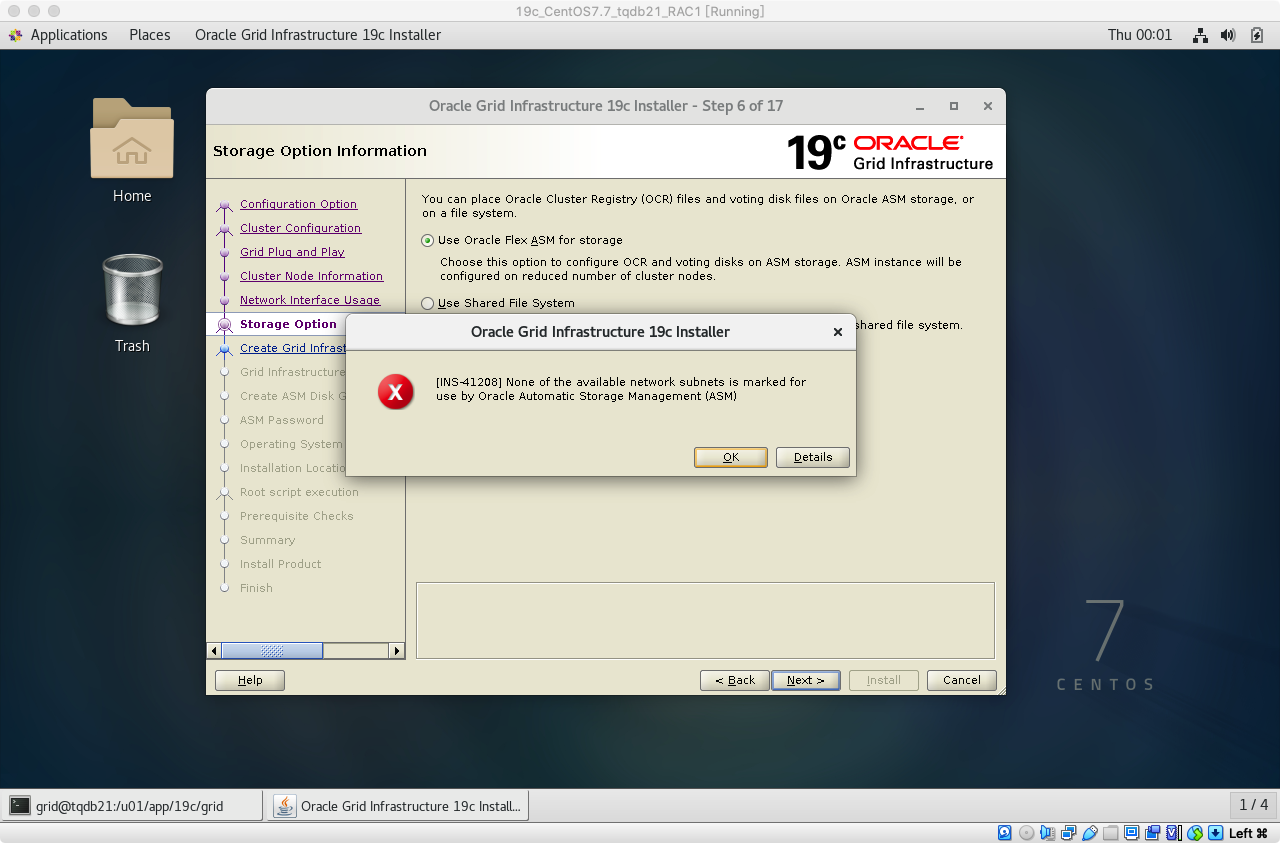 19c_CentOS7.7_tqdb21_RAC1 [Running]
Applications Places Oracle Grid Infrastructure 19c Installer Thu 00:01
Home
Trash
Oracle Grid Infrastructure 19c Installer - Step 6 of 17
Storage Option Information
19c ORACLE
Grid Infrastructure
Configuration Option
Cluster Configuration
Grid Plug and Play
Cluster Node Information
Network Interface Usage
Storage Option
Create Grid Infrast
Grid Infrastructure
Create ASM Disk G
ASM Password
Operating System
Installation Locatio
Root script execution
Prerequisite Checks
Summary
Install Product
Finish
You can place Oracle Cluster Registry (OCR) files and voting disk files on Oracle ASM storage, or
on a file system.
Use Oracle Flex ASM for storage
Choose this option to configure OCR and voting disks on ASM storage. ASM instance will be
configured on reduced number of cluster nodes.
Use Shared File System
shared file system.
Oracle Grid Infrastructure 19c Installer
[INS-41208] None of the available network subnets is marked for
use by Oracle Automatic Storage Management (ASM)
OK Details
Help < Back Next > Install Cancel
7
CENTOS
grid@tqdb21:/u01/app/19c/grid Oracle Grid Infrastructure 19c Install... 1 / 4
Left ⌘